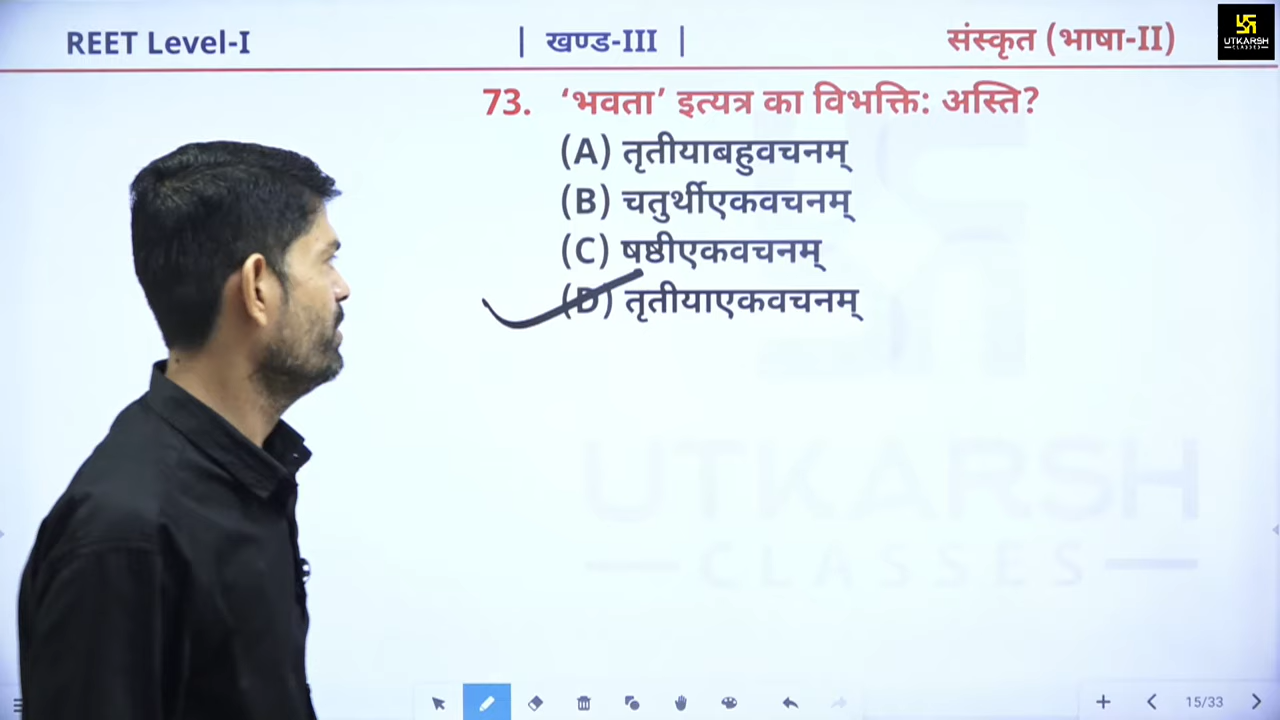 REET Level-I | खण्ड-III | संस्कृत (भाषा-II)
UTKARSH
CLASSES
73. ‘भवता’ इत्यत्र का विभक्ति: अस्ति?
(A) तृतीयाबहुवचनम्
(B) चतुर्थीएकवचनम्
(C) षष्ठीएकवचनम्
(D) तृतीयाएकवचनम्
UTKARSH
CLASSES
15/33